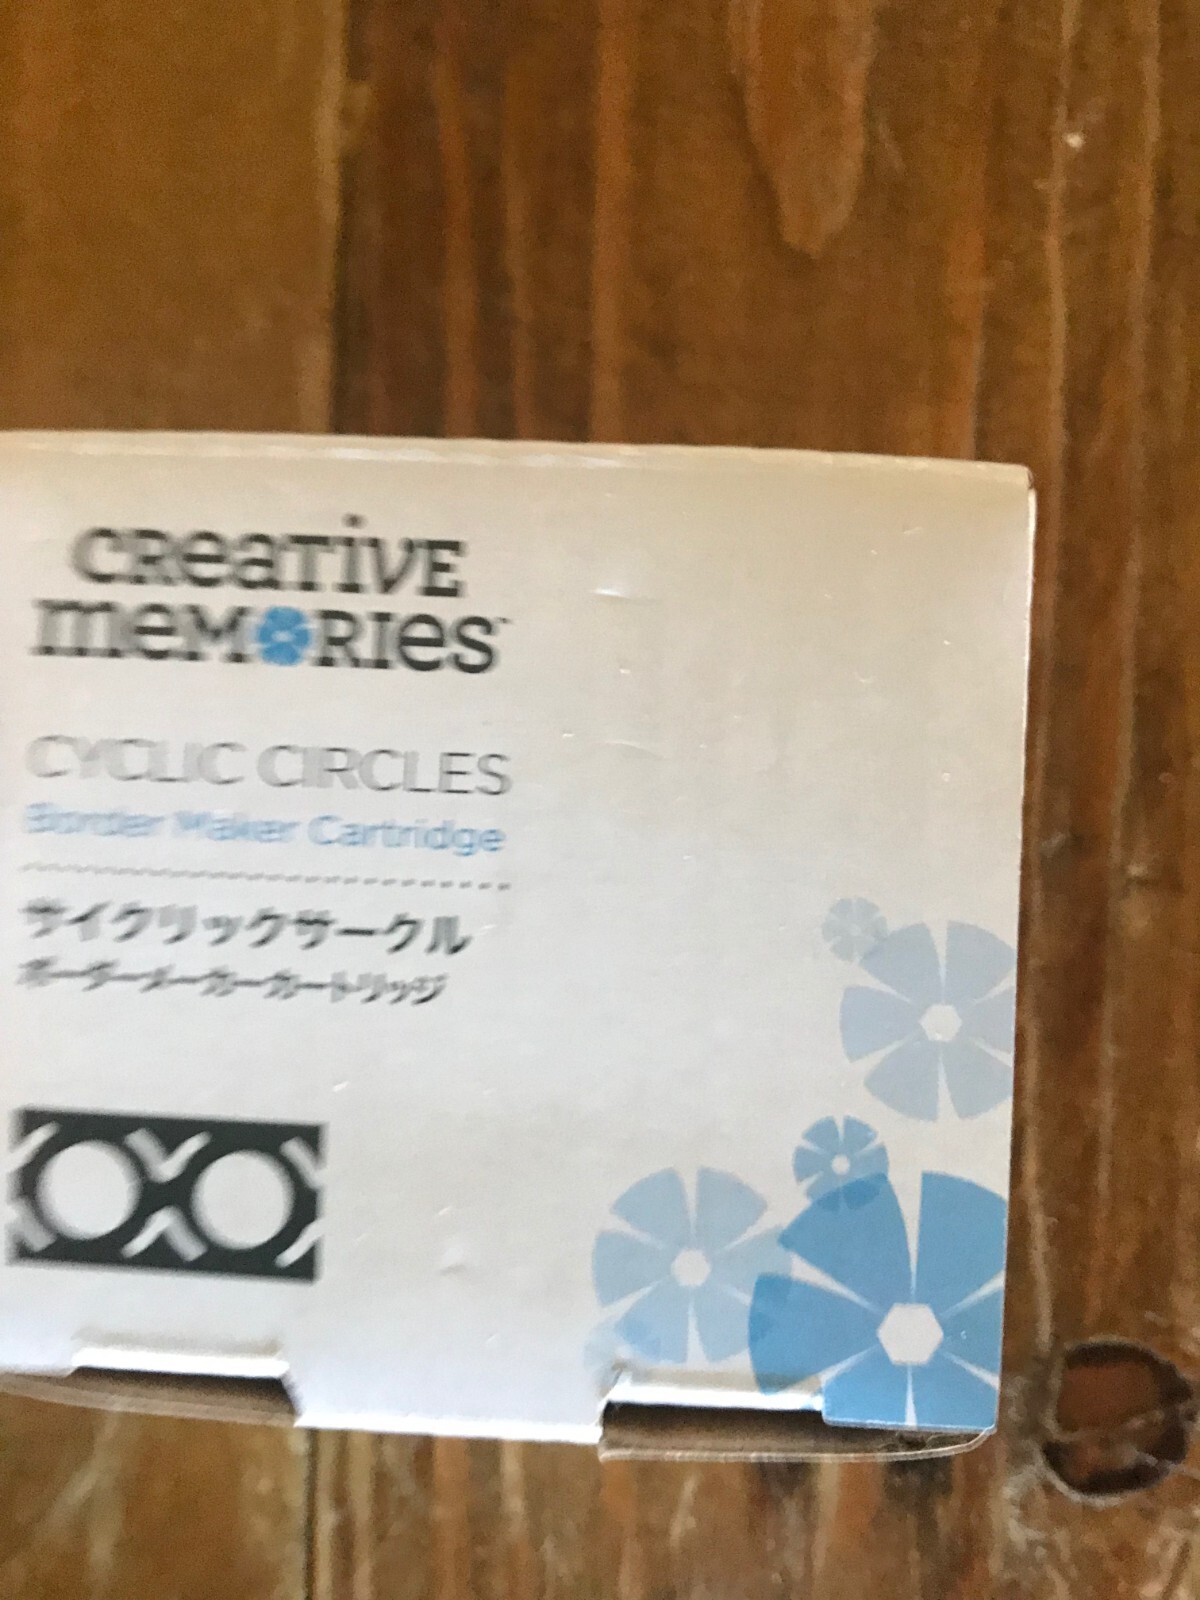 CREATIVE
MEMORIES™
CYCLIC CIRCLES
Border Maker Cartridge
サイクリックサークル
ボーダーメーカーカートリッジ